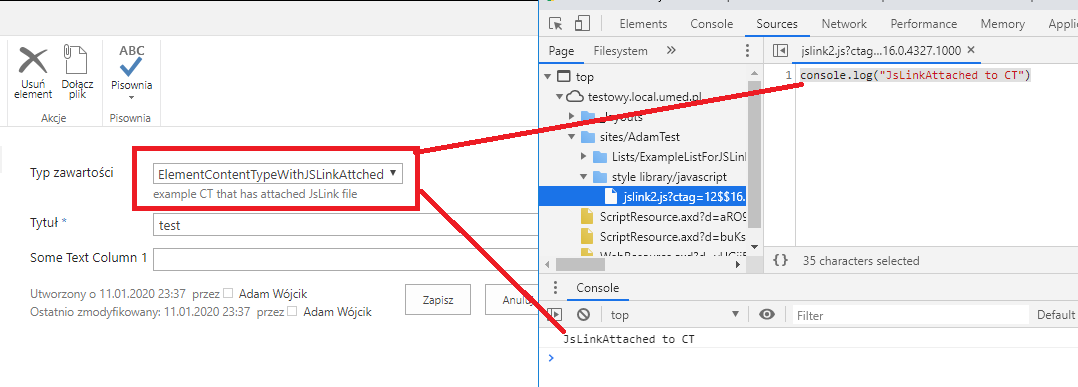 Usuń
element
Dołącz
plik
Akcje
ABC
Pisownia
Pisownia
Typ zawartości
ElementContentTypeWithJSLinkAttched
example CT that has attached JsLink file
Tytuł *
test
Some Text Column 1
Utworzony o 11.01.2020 23:37 przez Adam Wójcik
Ostatnio zmodyfikowany: 11.01.2020 23:37 przez Adam Wójcik
Zapisz
Anuluj
Elements Console Sources Network Performance Memory Applic
Page Filesystem »
top
testowy.local.umed.pl
_layouts
sites/AdamTest
Lists/ExampleListForJSLink
style library/javascript
jslink2.js?ctag=12$$16.
ScriptResource.axd?d=aRO9
ScriptResource.axd?d=buKs
jslink2.js?ctag...16.0.4327.1000 ×
1 console.log("JsLinkAttached to CT")
{} 35 characters selected
Console
top Filter Default
JsLinkAttached to CT